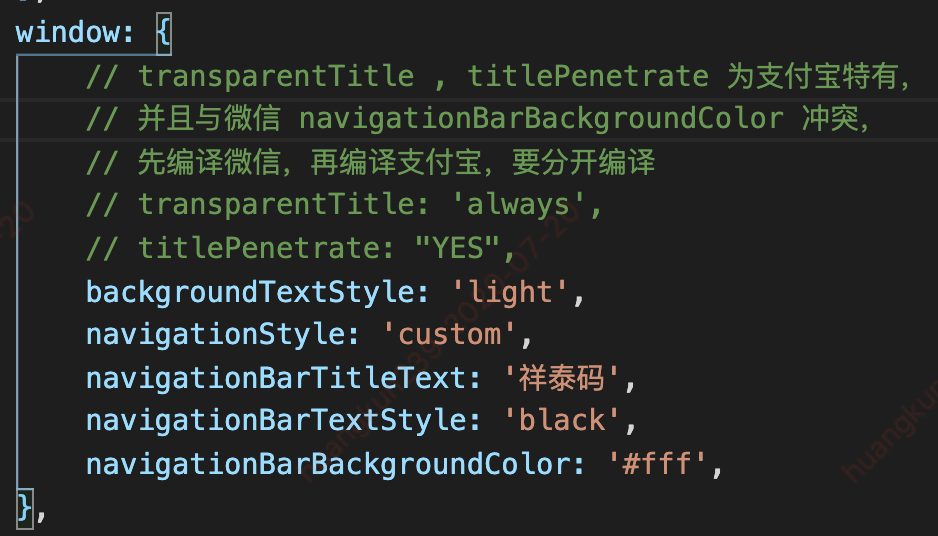 window: {
// transparentTitle , titlePenetrate 为支付宝特有，
// 并且与微信 navigationBarBackgroundColor 冲突，
// 先编译微信，再编译支付宝，要分开编译
// transparentTitle: 'always',
// titlePenetrate: "YES",
backgroundTextStyle: 'light',
navigationStyle: 'custom',
navigationBarTitleText: '祥泰码',
navigationBarTextStyle: 'black',
navigationBarBackgroundColor: '#fff',
},